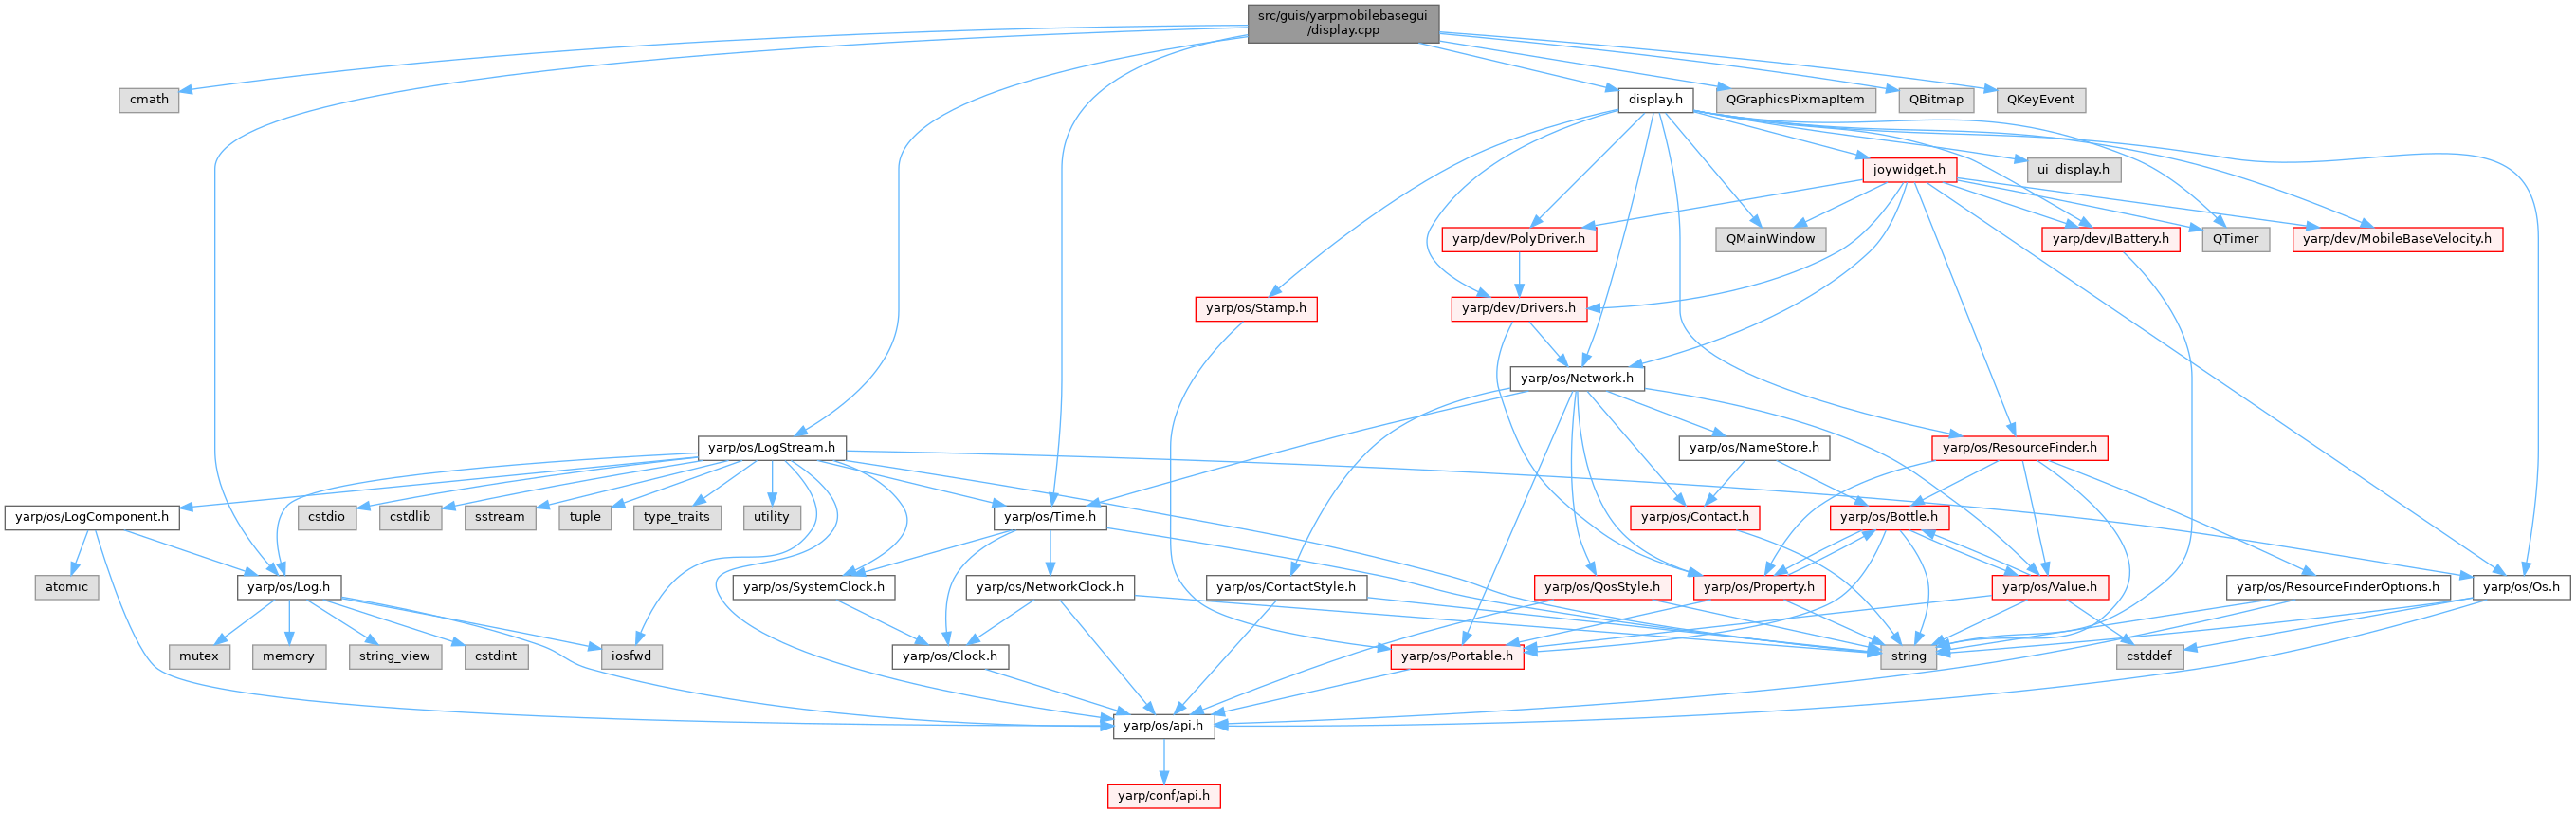 src/guis/yarpmobilebasegui
/display.cpp
cmath
display.h
QGraphicsPixmapItem
QBitmap
QKeyEvent
joywidget.h
ui_display.h
yarp/dev/PolyDriver.h
QMainWindow
yarp/dev/IBattery.h
QTimer
yarp/dev/MobileBaseVelocity.h
yarp/os/Stamp.h
yarp/dev/Drivers.h
yarp/os/Network.h
yarp/os/LogStream.h
yarp/os/NameStore.h
yarp/os/ResourceFinder.h
yarp/os/LogComponent.h
cstdio
cstdlib
sstream
tuple
type_traits
utility
yarp/os/Time.h
yarp/os/Contact.h
yarp/os/Bottle.h
atomic
yarp/os/Log.h
yarp/os/SystemClock.h
yarp/os/NetworkClock.h
yarp/os/ContactStyle.h
yarp/os/QosStyle.h
yarp/os/Property.h
yarp/os/Value.h
yarp/os/ResourceFinderOptions.h
yarp/os/Os.h
mutex
memory
string_view
cstdint
iosfwd
yarp/os/Clock.h
yarp/os/Portable.h
string
cstddef
yarp/os/api.h
yarp/conf/api.h